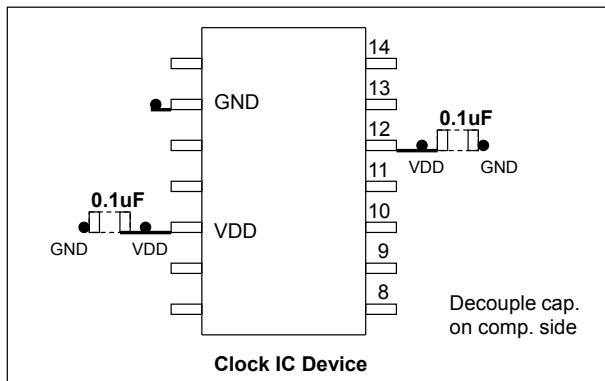 14
13
GND
12
0.1uF
VDD
GND
11
0.1uF
10
VDD
GND
VDD
9
8
Decouple cap.
on comp. side
Clock IC Device